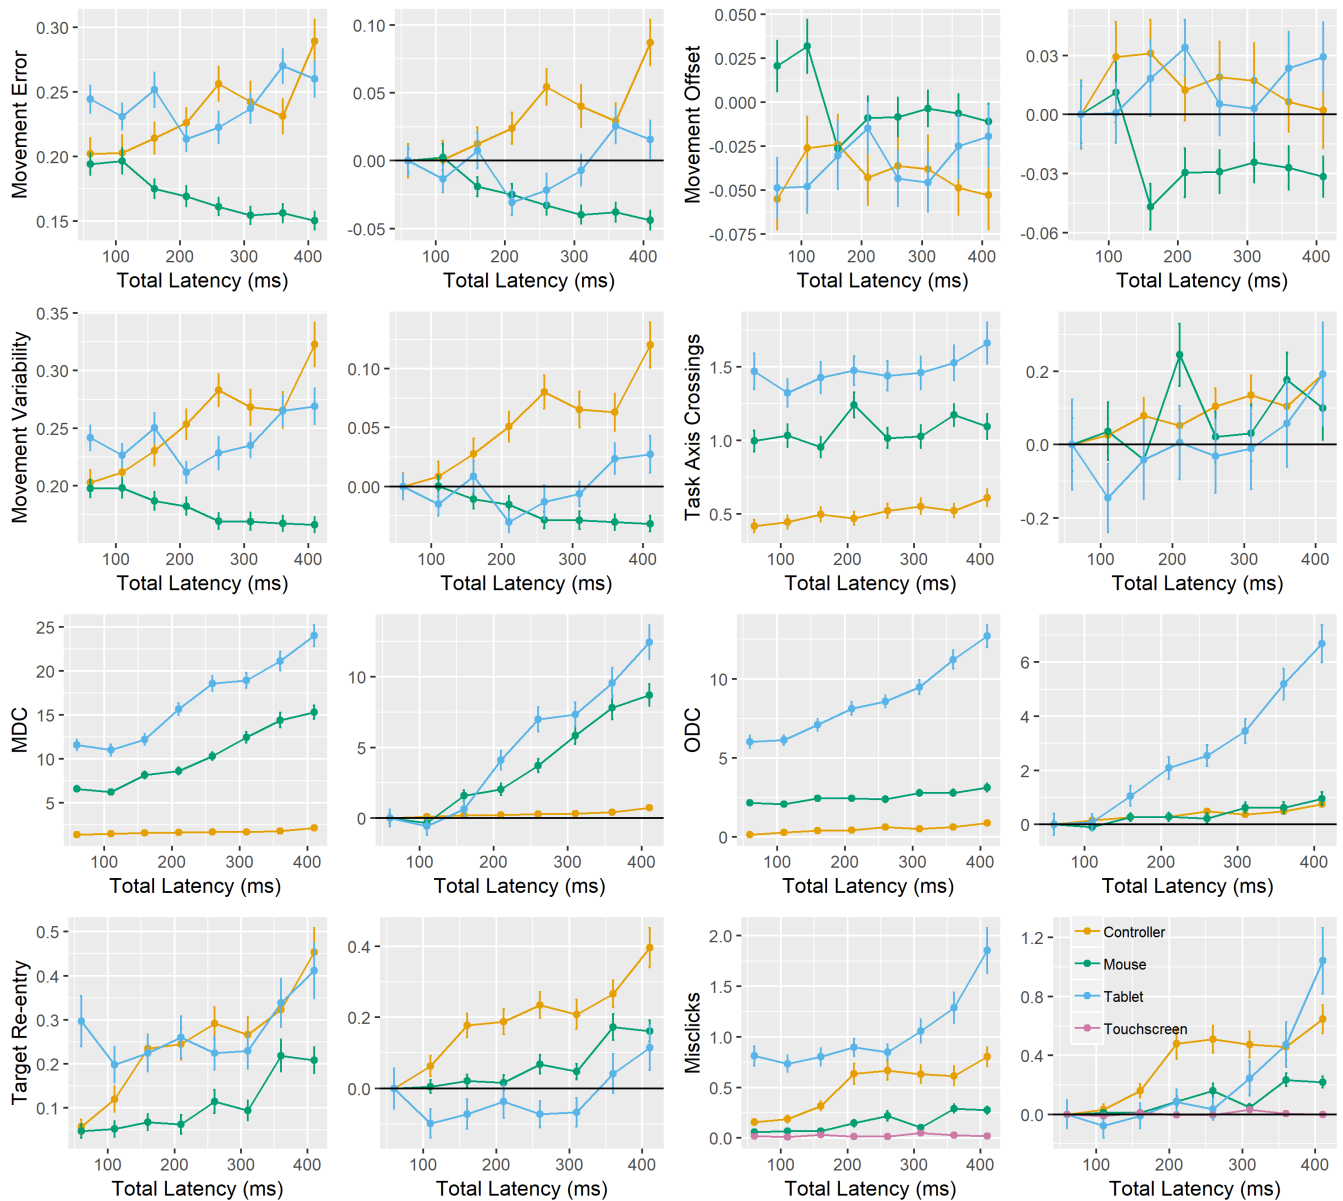 Movement Error
0.30
0.25
0.20
0.15
100 200 300 400
Total Latency (ms)
0.10
0.05
0.00
-0.05
100 200 300 400
Total Latency (ms)
Movement Offset
0.050
0.025
0.000
-0.025
-0.050
-0.075
100 200 300 400
Total Latency (ms)
0.03
0.00
-0.03
-0.06
100 200 300 400
Total Latency (ms)
Movement Variability
0.35
0.30
0.25
0.20
100 200 300 400
Total Latency (ms)
0.10
0.05
0.00
100 200 300 400
Total Latency (ms)
Task Axis Crossings
1.5
1.0
0.5
100 200 300 400
Total Latency (ms)
0.2
0.0
-0.2
100 200 300 400
Total Latency (ms)
MDC
25
20
15
10
5
100 200 300 400
Total Latency (ms)
10
5
0
100 200 300 400
Total Latency (ms)
ODC
10
5
0
100 200 300 400
Total Latency (ms)
6
4
2
0
100 200 300 400
Total Latency (ms)
Target Re-entry
0.5
0.4
0.3
0.2
0.1
100 200 300 400
Total Latency (ms)
0.4
0.2
0.0
100 200 300 400
Total Latency (ms)
Misclicks
2.0
1.5
1.0
0.5
0.0
100 200 300 400
Total Latency (ms)
1.2
0.8
0.4
0.0
Controller
Mouse
Tablet
Touchscreen
100 200 300 400
Total Latency (ms)